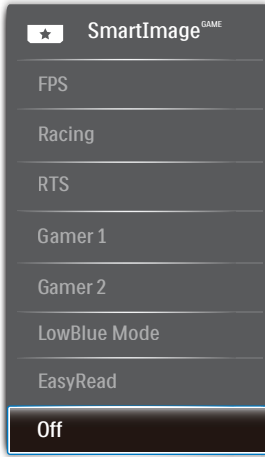 SmartImage GAME
FPS
Racing
RTS
Gamer 1
Gamer 2
LowBlue Mode
EasyRead
Off